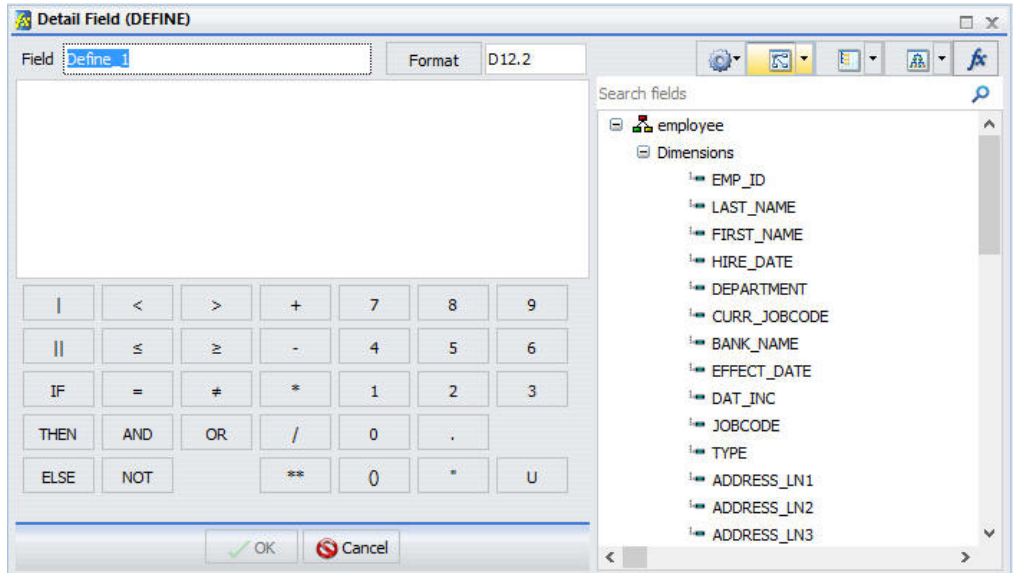 Detail Field (DEFINE)
Field Define_1 Format D12.2 fx
Search fields
employee
Dimensions
EMP_ID
LAST_NAME
FIRST_NAME
HIRE_DATE
DEPARTMENT
CURR_JOBCODE
BANK_NAME
EFFECT_DATE
DAT_INC
JOBCODE
TYPE
ADDRESS_LN1
ADDRESS_LN2
ADDRESS_LN3
| < > + 7 8 9
|| ≤ ≥ - 4 5 6
IF = ≠ * 1 2 3
THEN AND OR / 0 .
ELSE NOT ** () " U
OK Cancel